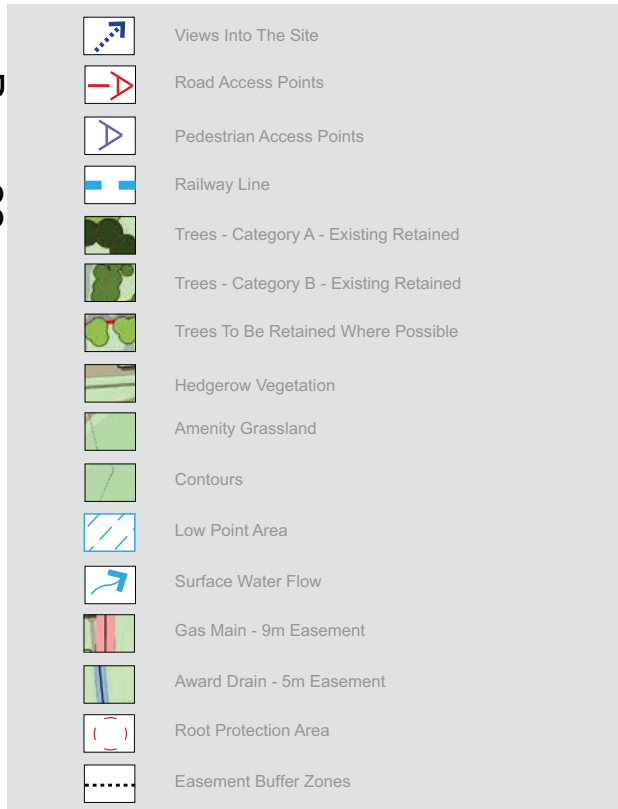 Views Into The Site
Road Access Points
Pedestrian Access Points
Railway Line
Trees - Category A - Existing Retained
Trees - Category B - Existing Retained
Trees To Be Retained Where Possible
Hedgerow Vegetation
Amenity Grassland
Contours
Low Point Area
Surface Water Flow
Gas Main - 9m Easement
Award Drain - 5m Easement
Root Protection Area
Easement Buffer Zones